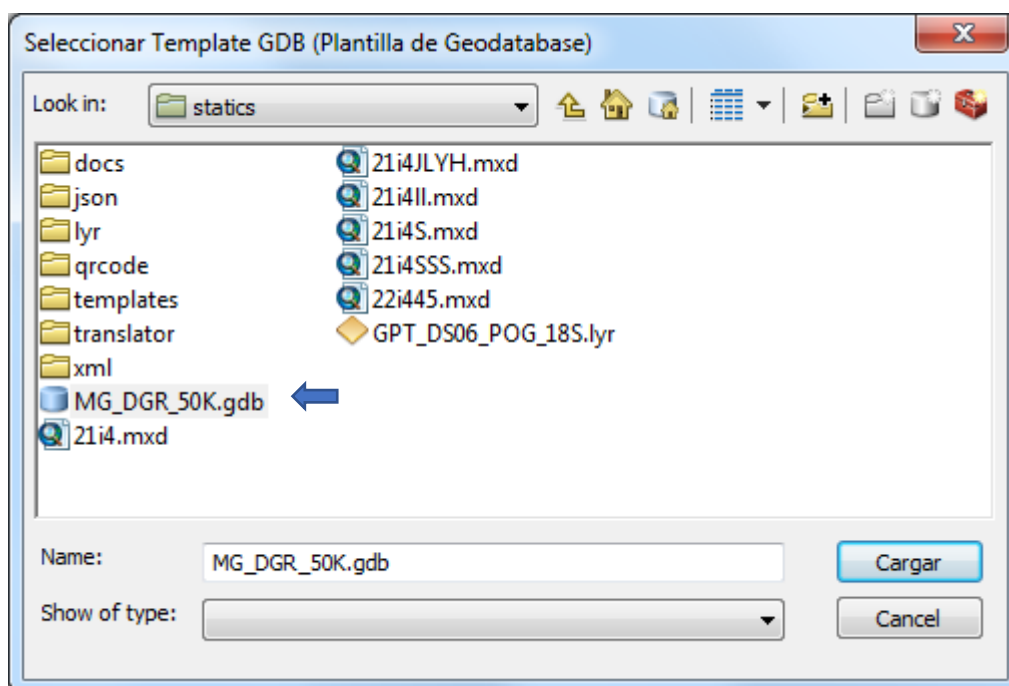 Seleccionar Template GDB (Plantilla de Geodatabase)
Look in:
statics
docs
json
lyr
qrcode
templates
translator
xml
MG_DGR_50K.gdb
21i4.mxd
21i4JLYH.mxd
21i4II.mxd
21i4S.mxd
21i4SSS.mxd
22i445.mxd
GPT_DS06_POG_18S.lyr
Name:
MG_DGR_50K.gdb
Cargar
Show of type:
Cancel